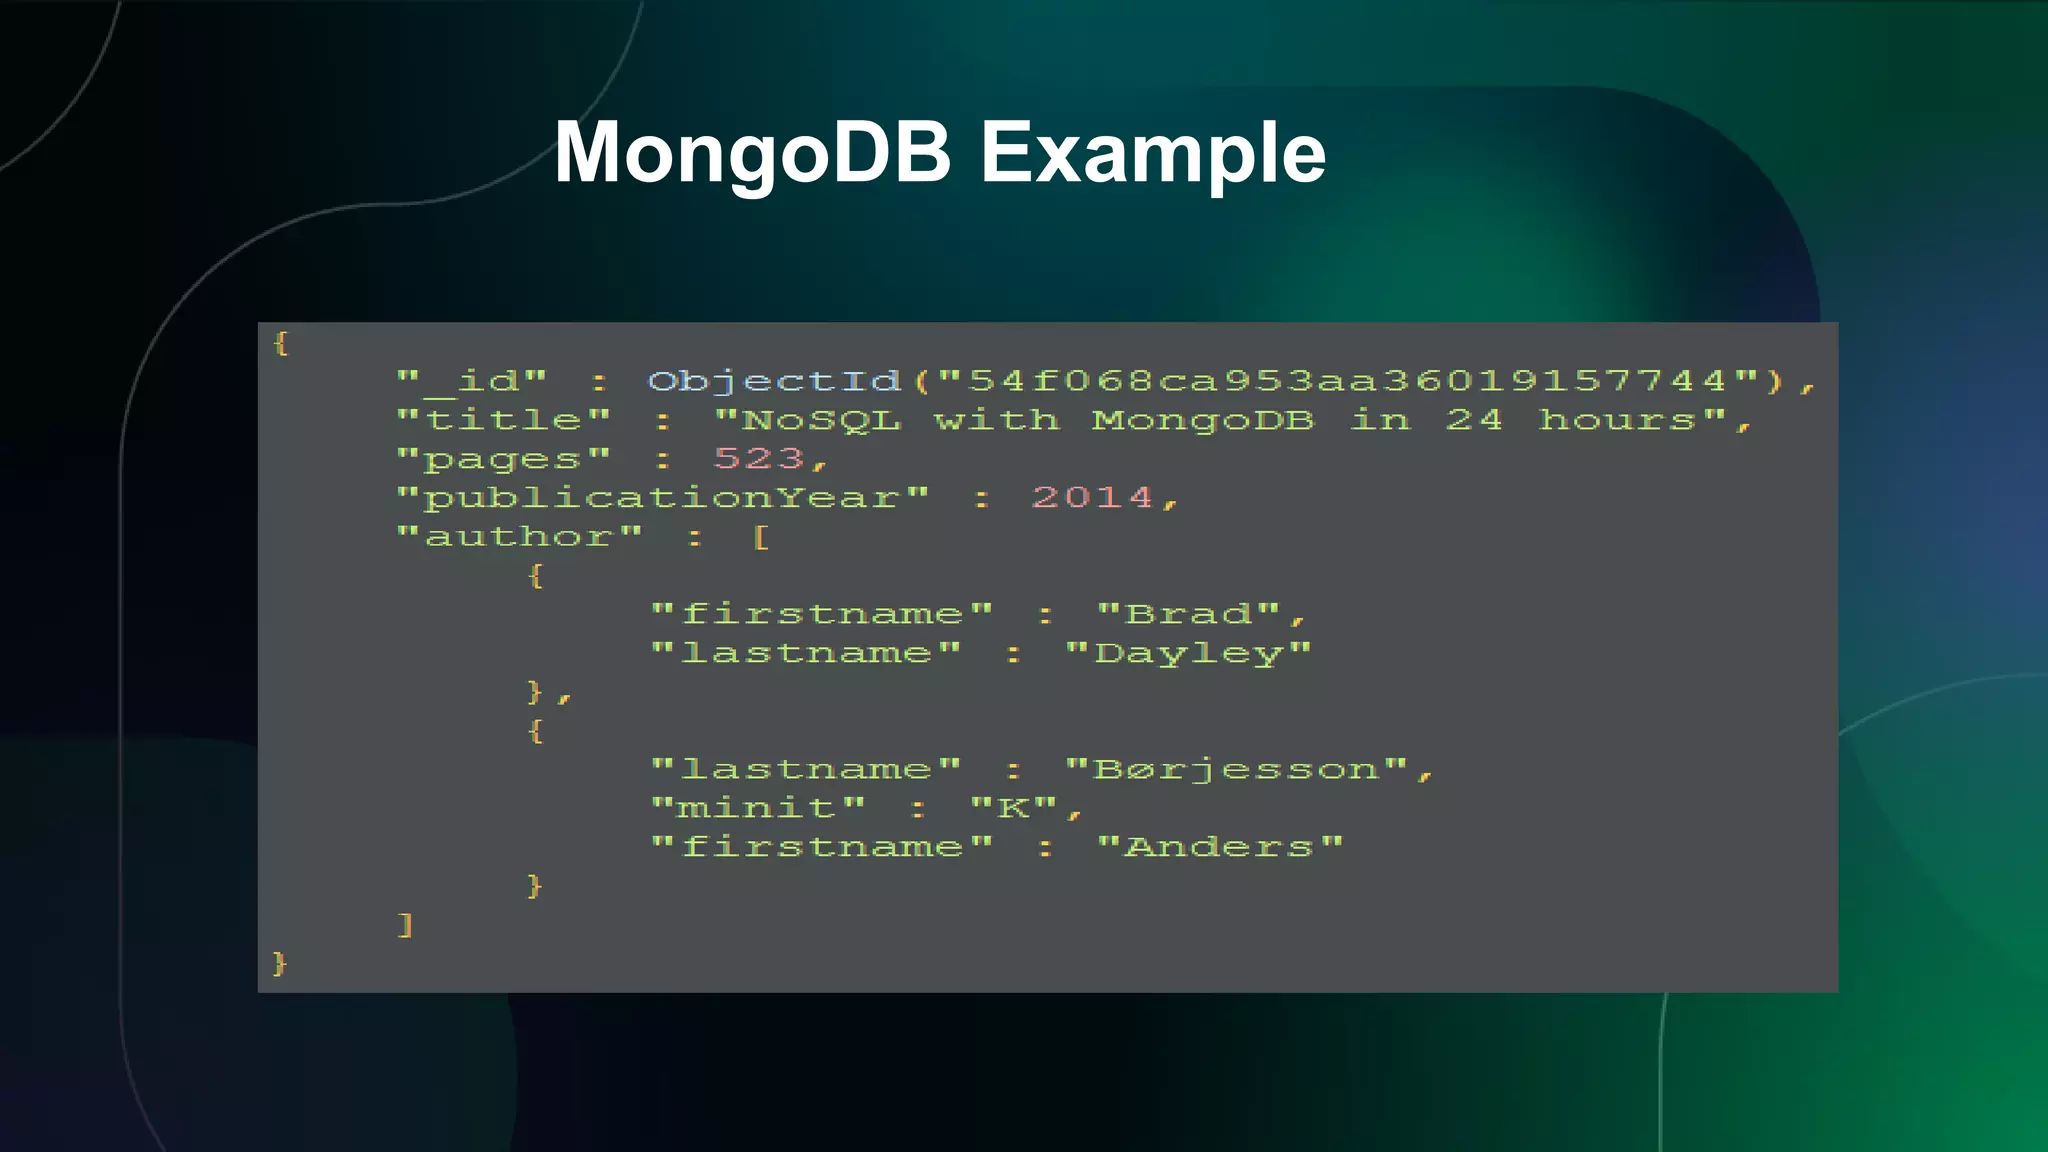 MongoDB Example
{
"_id" : ObjectId("54f068ca953aa36019157744"),
"title" : "NoSQL with MongoDB in 24 hours",
"pages" : 523,
"publicationYear" : 2014,
"author" : [
{
"firstname" : "Brad",
"lastname" : "Dayley"
},
{
"lastname" : "Børjesson",
"minit" : "K",
"firstname" : "Anders"
}
]
}